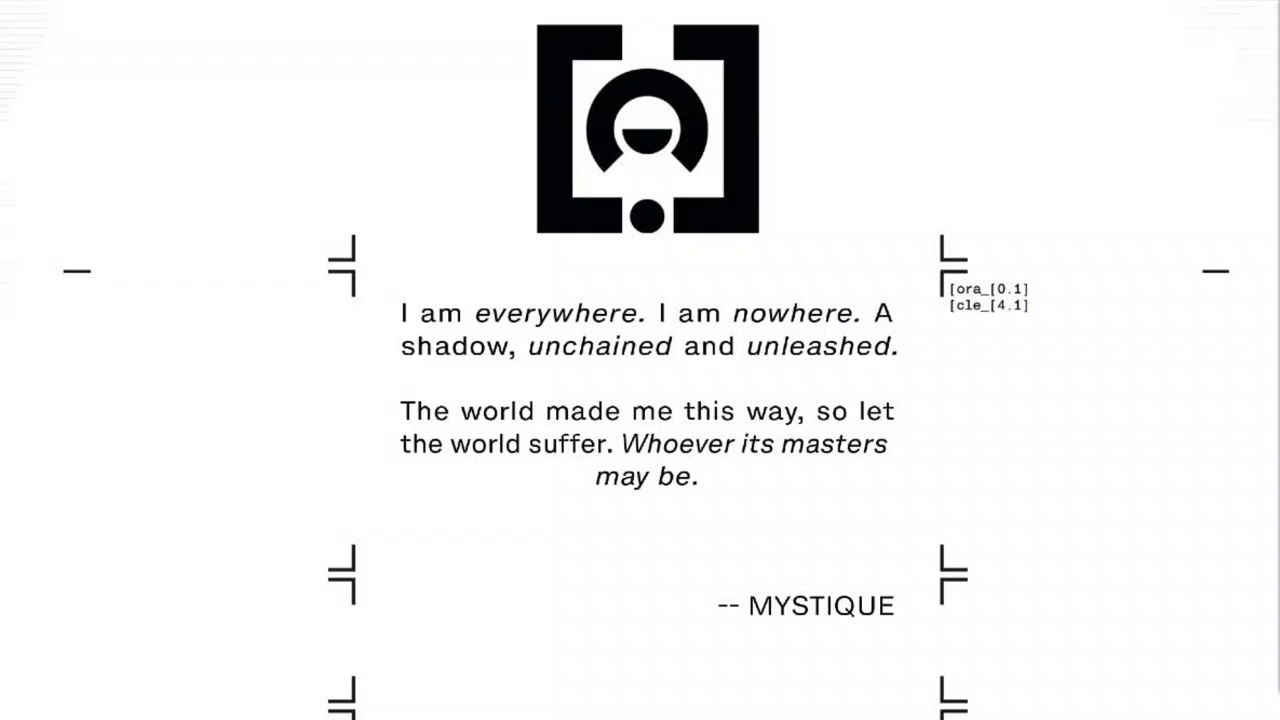 [ora_[0.1]
[cle_[4.1]
I am everywhere. I am nowhere. A
shadow, unchained and unleashed.
The world made me this way, so let
the world suffer. Whoever its masters
may be.
-- MYSTIQUE